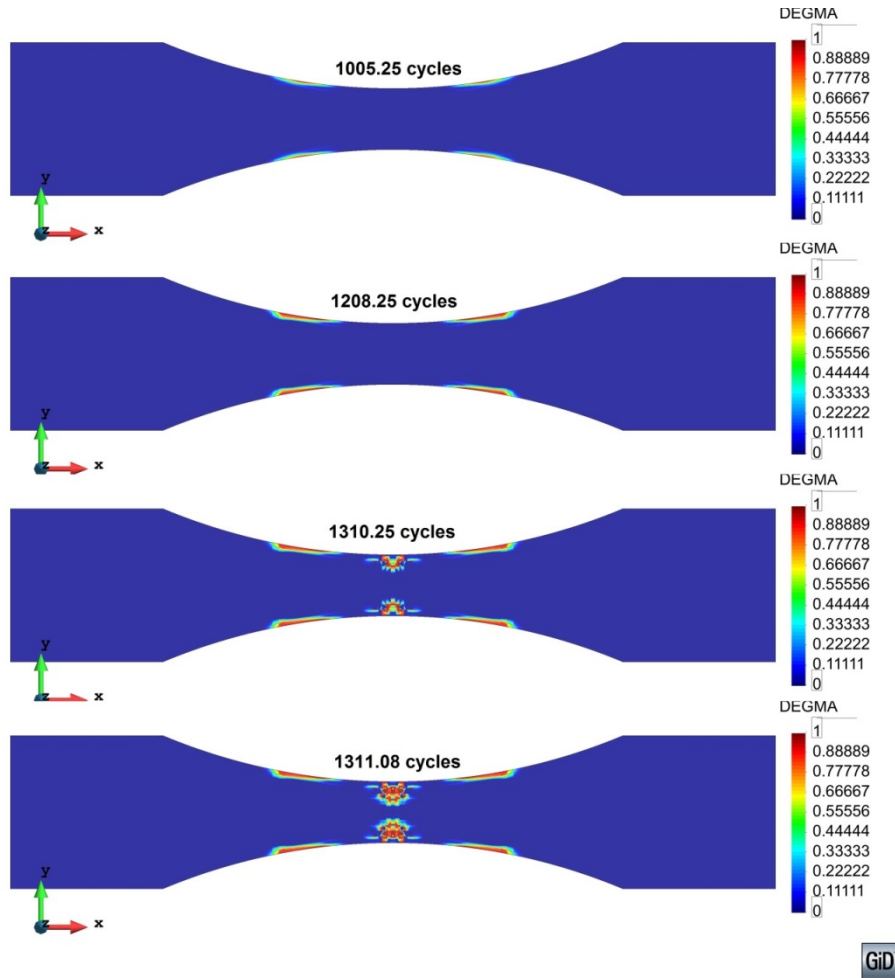 DEGMA
1
0.88889
0.77778
0.66667
0.55556
0.44444
0.33333
0.22222
0.11111
0
1005.25 cycles
y
z
x
DEGMA
1
0.88889
0.77778
0.66667
0.55556
0.44444
0.33333
0.22222
0.11111
0
1208.25 cycles
y
z
x
DEGMA
1
0.88889
0.77778
0.66667
0.55556
0.44444
0.33333
0.22222
0.11111
0
1310.25 cycles
y
z
x
DEGMA
1
0.88889
0.77778
0.66667
0.55556
0.44444
0.33333
0.22222
0.11111
0
1311.08 cycles
y
z
x
GiD